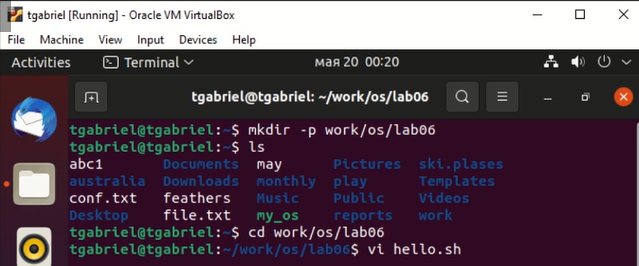 tgabriel [Running] - Oracle VM VirtualBox
File Machine View Input Devices Help
Activities Terminal мая 20 00:20
tgabriel@tgabriel: ~/work/os/lab06
tgabriel@tgabriel:~$ mkdir -p work/os/lab06
tgabriel@tgabriel:~$ ls
abc1 Documents may Pictures ski.plases
australia Downloads monthly play Templates
conf.txt feathers Music Public Videos
Desktop file.txt my_os reports work
tgabriel@tgabriel:~$ cd work/os/lab06
tgabriel@tgabriel:~/work/os/lab06$ vi hello.sh